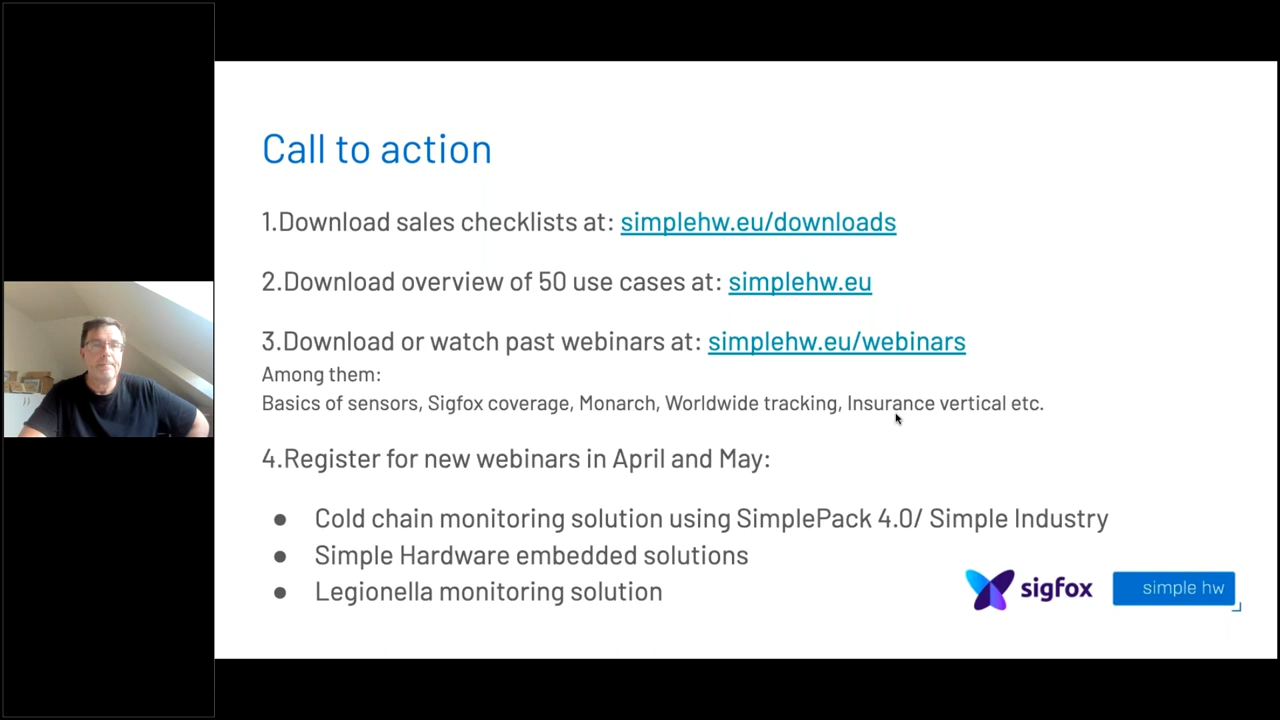 Call to action
1.Download sales checklists at: simplehw.eu/downloads
2.Download overview of 50 use cases at: simplehw.eu
3.Download or watch past webinars at: simplehw.eu/webinars
Among them:
Basics of sensors, Sigfox coverage, Monarch, Worldwide tracking, Insurance vertical etc.
4.Register for new webinars in April and May:
● Cold chain monitoring solution using SimplePack 4.0/ Simple Industry
● Simple Hardware embedded solutions
● Legionella monitoring solution
sigfox
simple hw